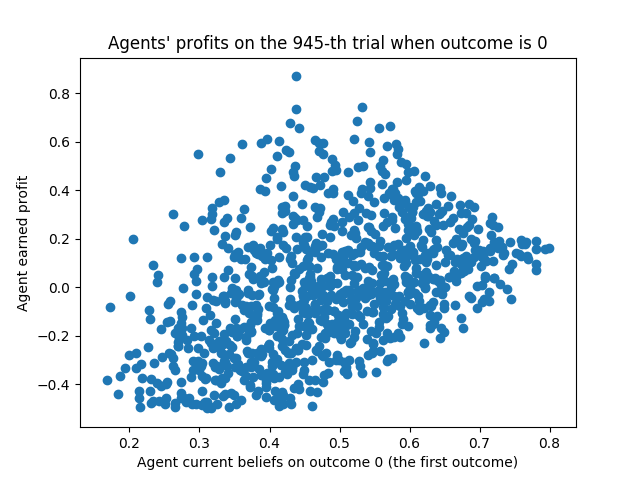 Agents' profits on the 945-th trial when outcome is 0
0.8
0.6
0.4
0.2
0.0
−0.2
−0.4
Agent earned profit
0.2 0.3 0.4 0.5 0.6 0.7 0.8
Agent current beliefs on outcome 0 (the first outcome)